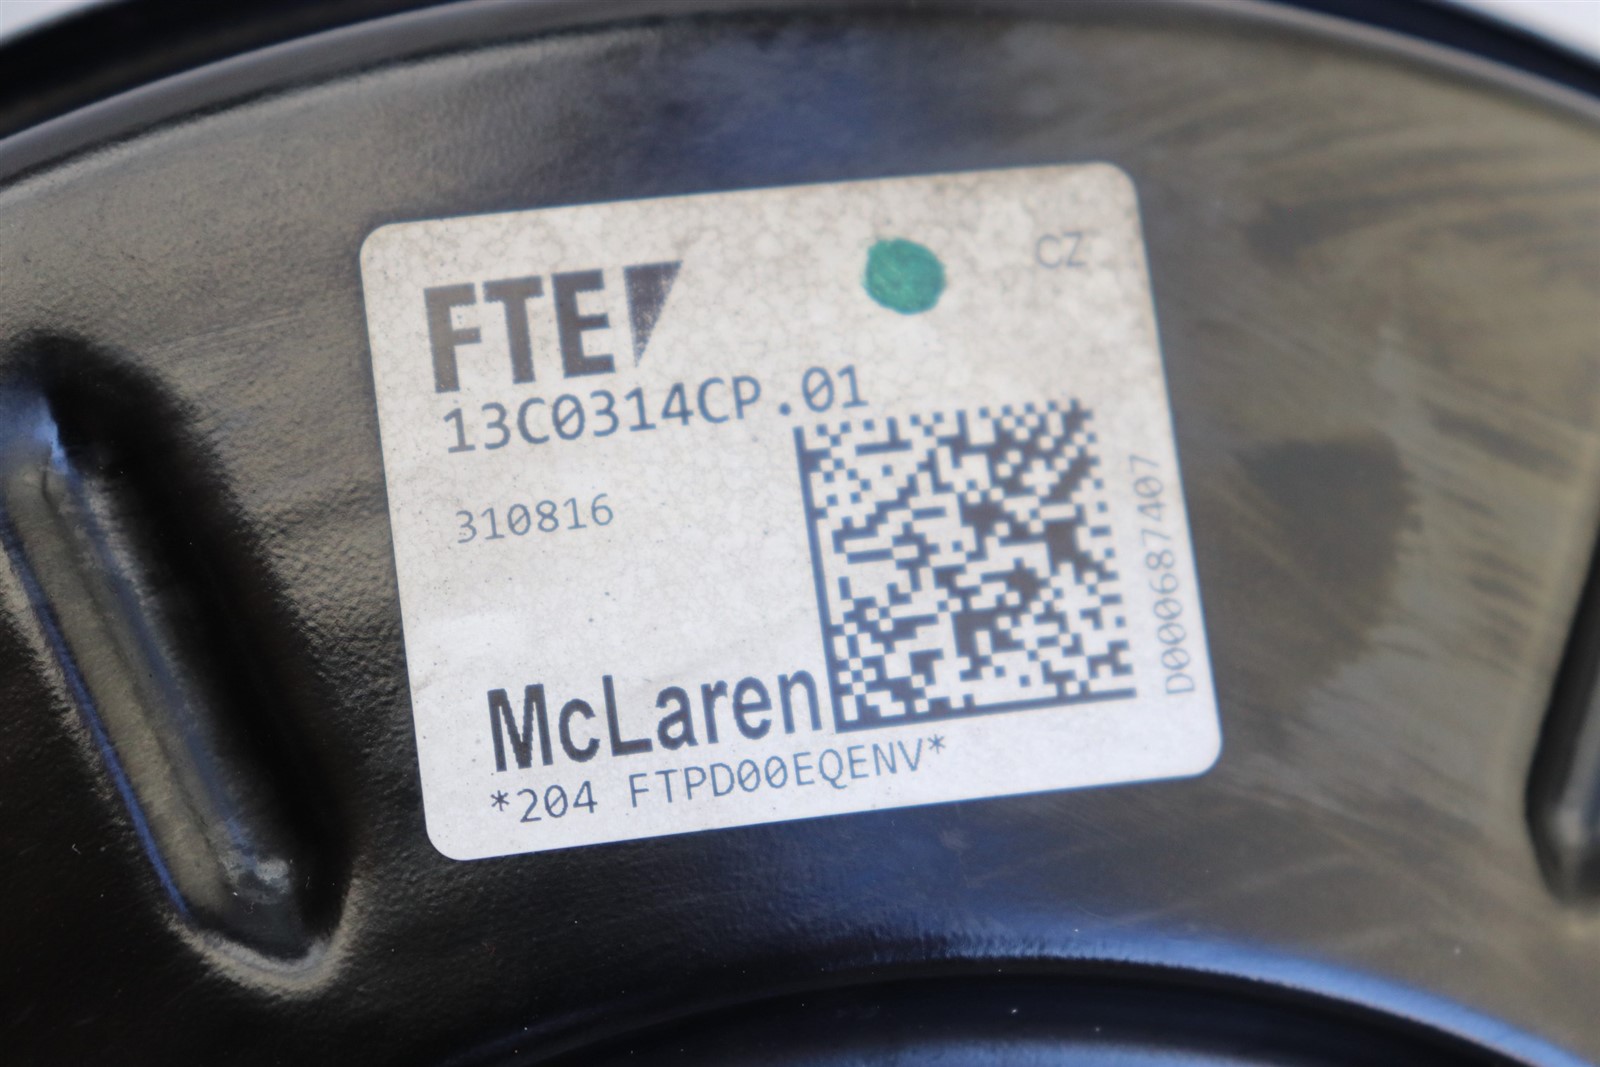 FTE
CZ
13C0314CP.01
310816
D000687407
McLaren
*204 FTPD00EQENV*